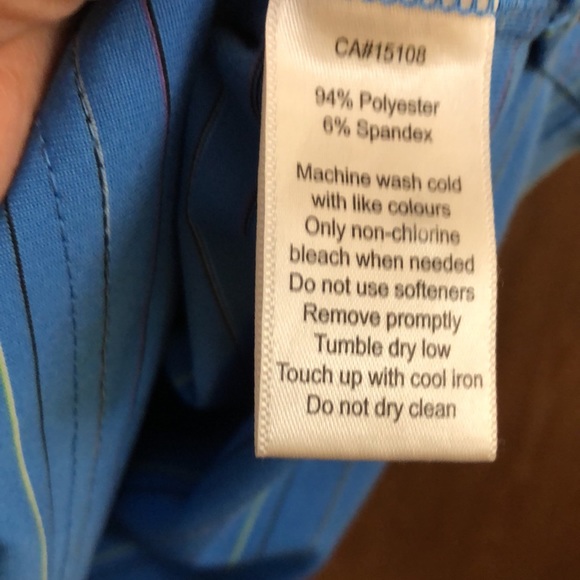 CA#15108
94% Polyester
6% Spandex
Machine wash cold
with like colours
Only non-chlorine
bleach when needed
Do not use softeners
Remove promptly
Tumble dry low
Touch up with cool iron
Do not dry clean